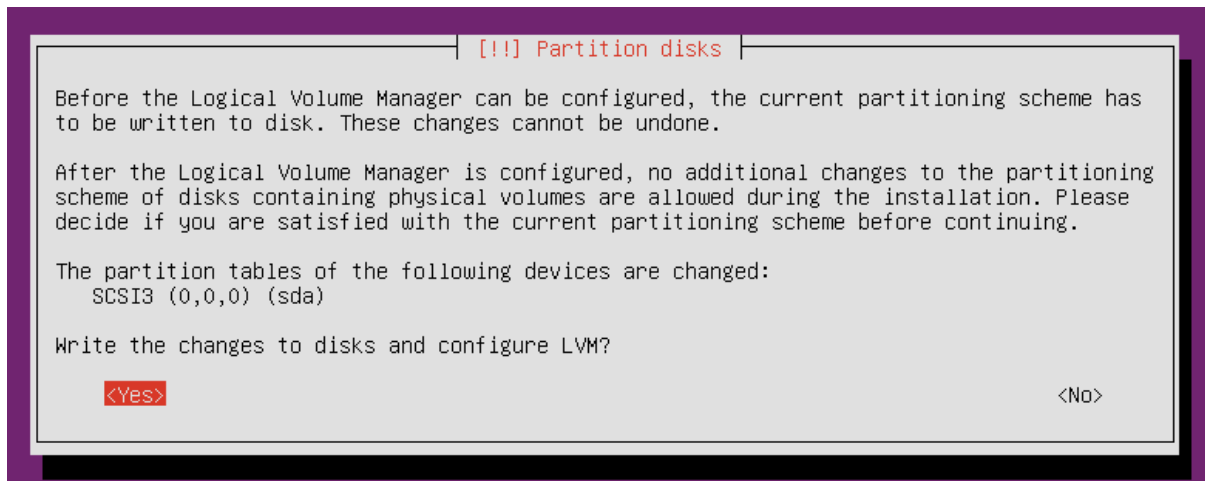 [!!] Partition disks
Before the Logical Volume Manager can be configured, the current partitioning scheme has
to be written to disk. These changes cannot be undone.
After the Logical Volume Manager is configured, no additional changes to the partitioning
scheme of disks containing physical volumes are allowed during the installation. Please
decide if you are satisfied with the current partitioning scheme before continuing.
The partition tables of the following devices are changed:
SCSI3 (0,0,0) (sda)
Write the changes to disks and configure LVM?
<Yes> <No>